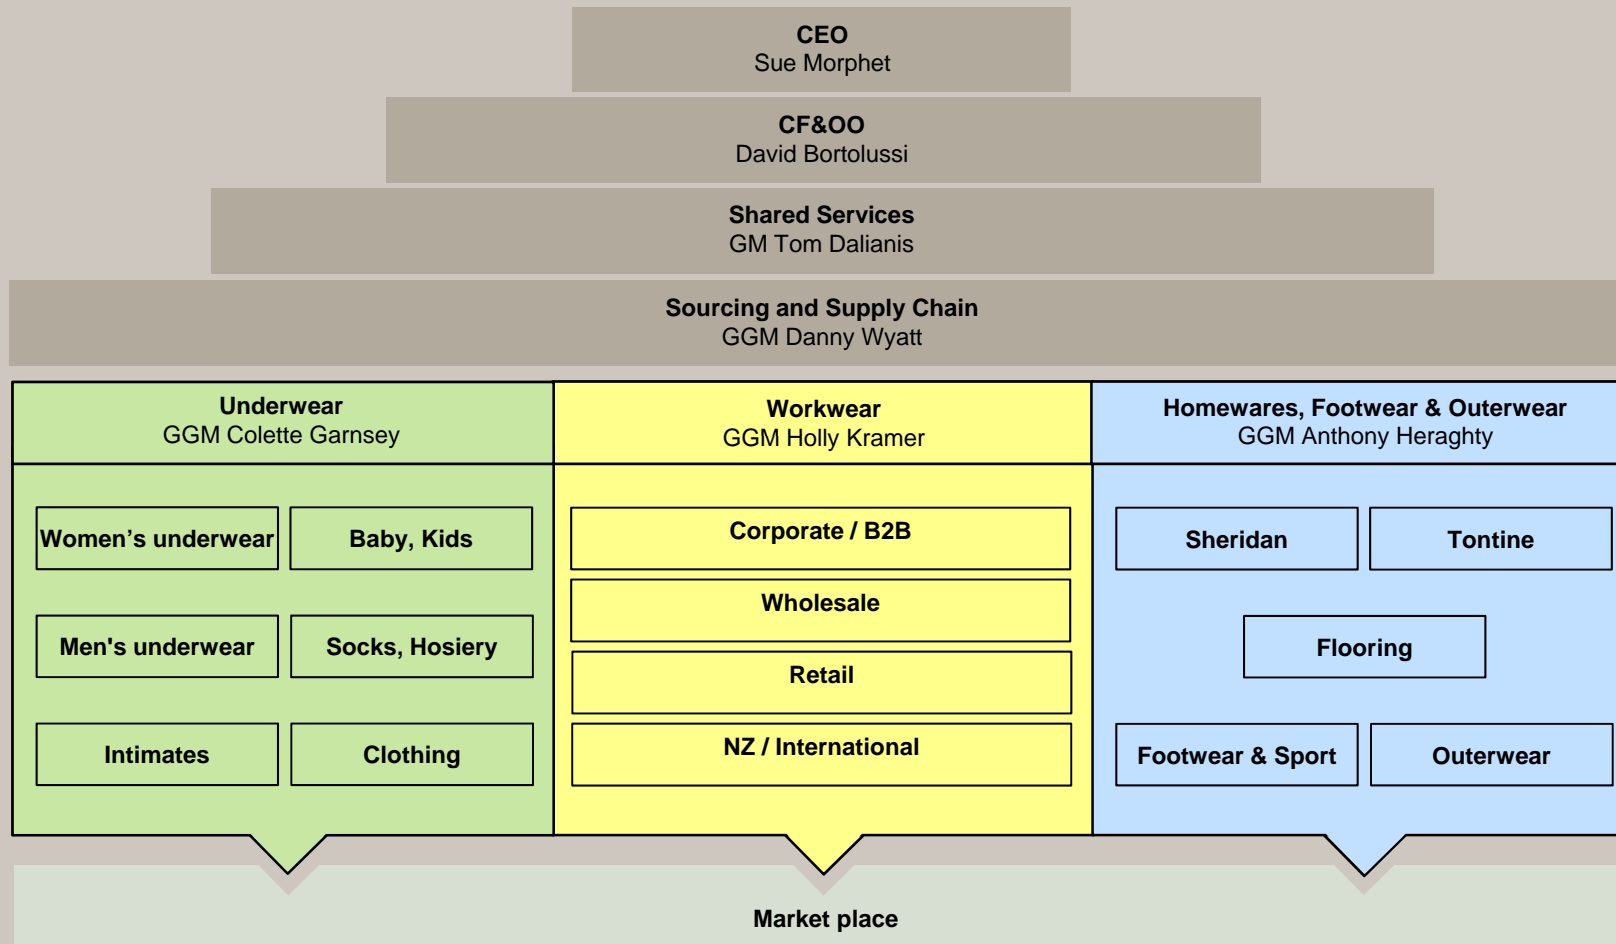 CEO
Sue Morphet
CF&OO
David Bortolussi
Shared Services
GM Tom Dalianis
Sourcing and Supply Chain
GGM Danny Wyatt
Underwear
GGM Colette Garnsey
Workwear
GGM Holly Kramer
Homewares, Footwear & Outerwear
GGM Anthony Heraghty
Women’s underwear
Baby, Kids
Men's underwear
Socks, Hosiery
Intimates
Clothing
Corporate / B2B
Wholesale
Retail
NZ / International
Sheridan
Tontine
Flooring
Footwear & Sport
Outerwear
Market place